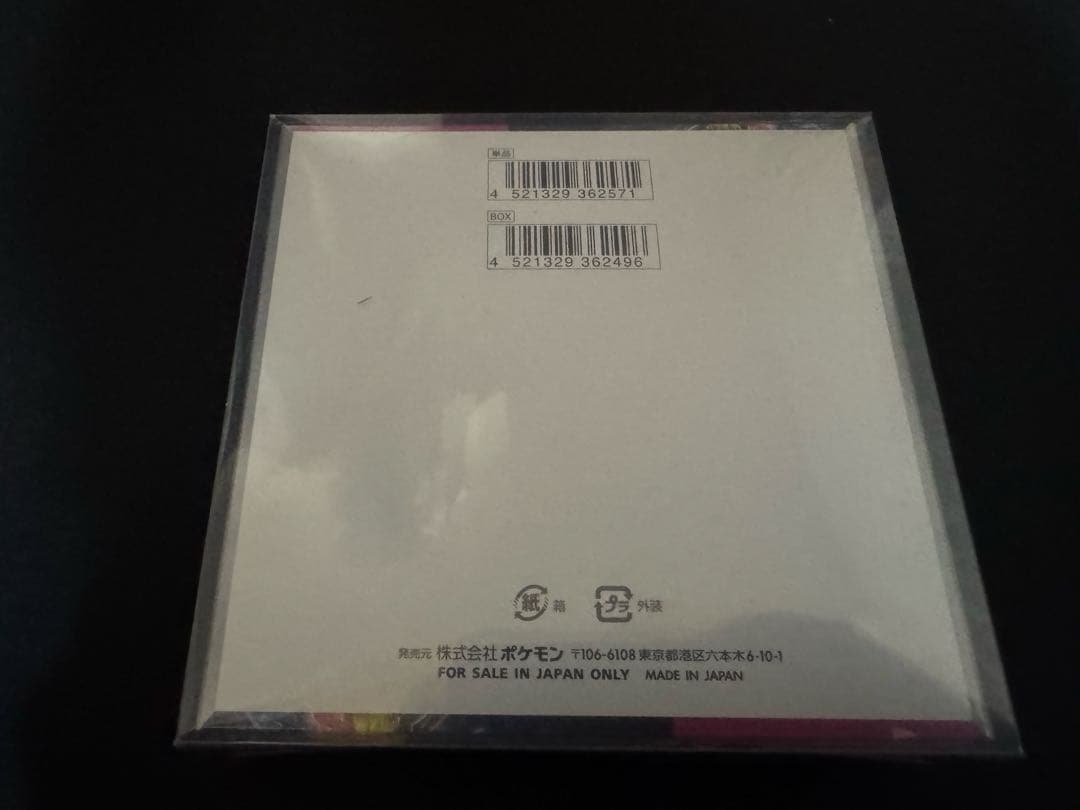 単品
4 521329 362571
BOX
4 521329 362496
紙 箱 プラ 外装
発売元 株式会社 ポケモン 〒106-6108 東京都港区六本木6-10-1
FOR SALE IN JAPAN ONLY MADE IN JAPAN